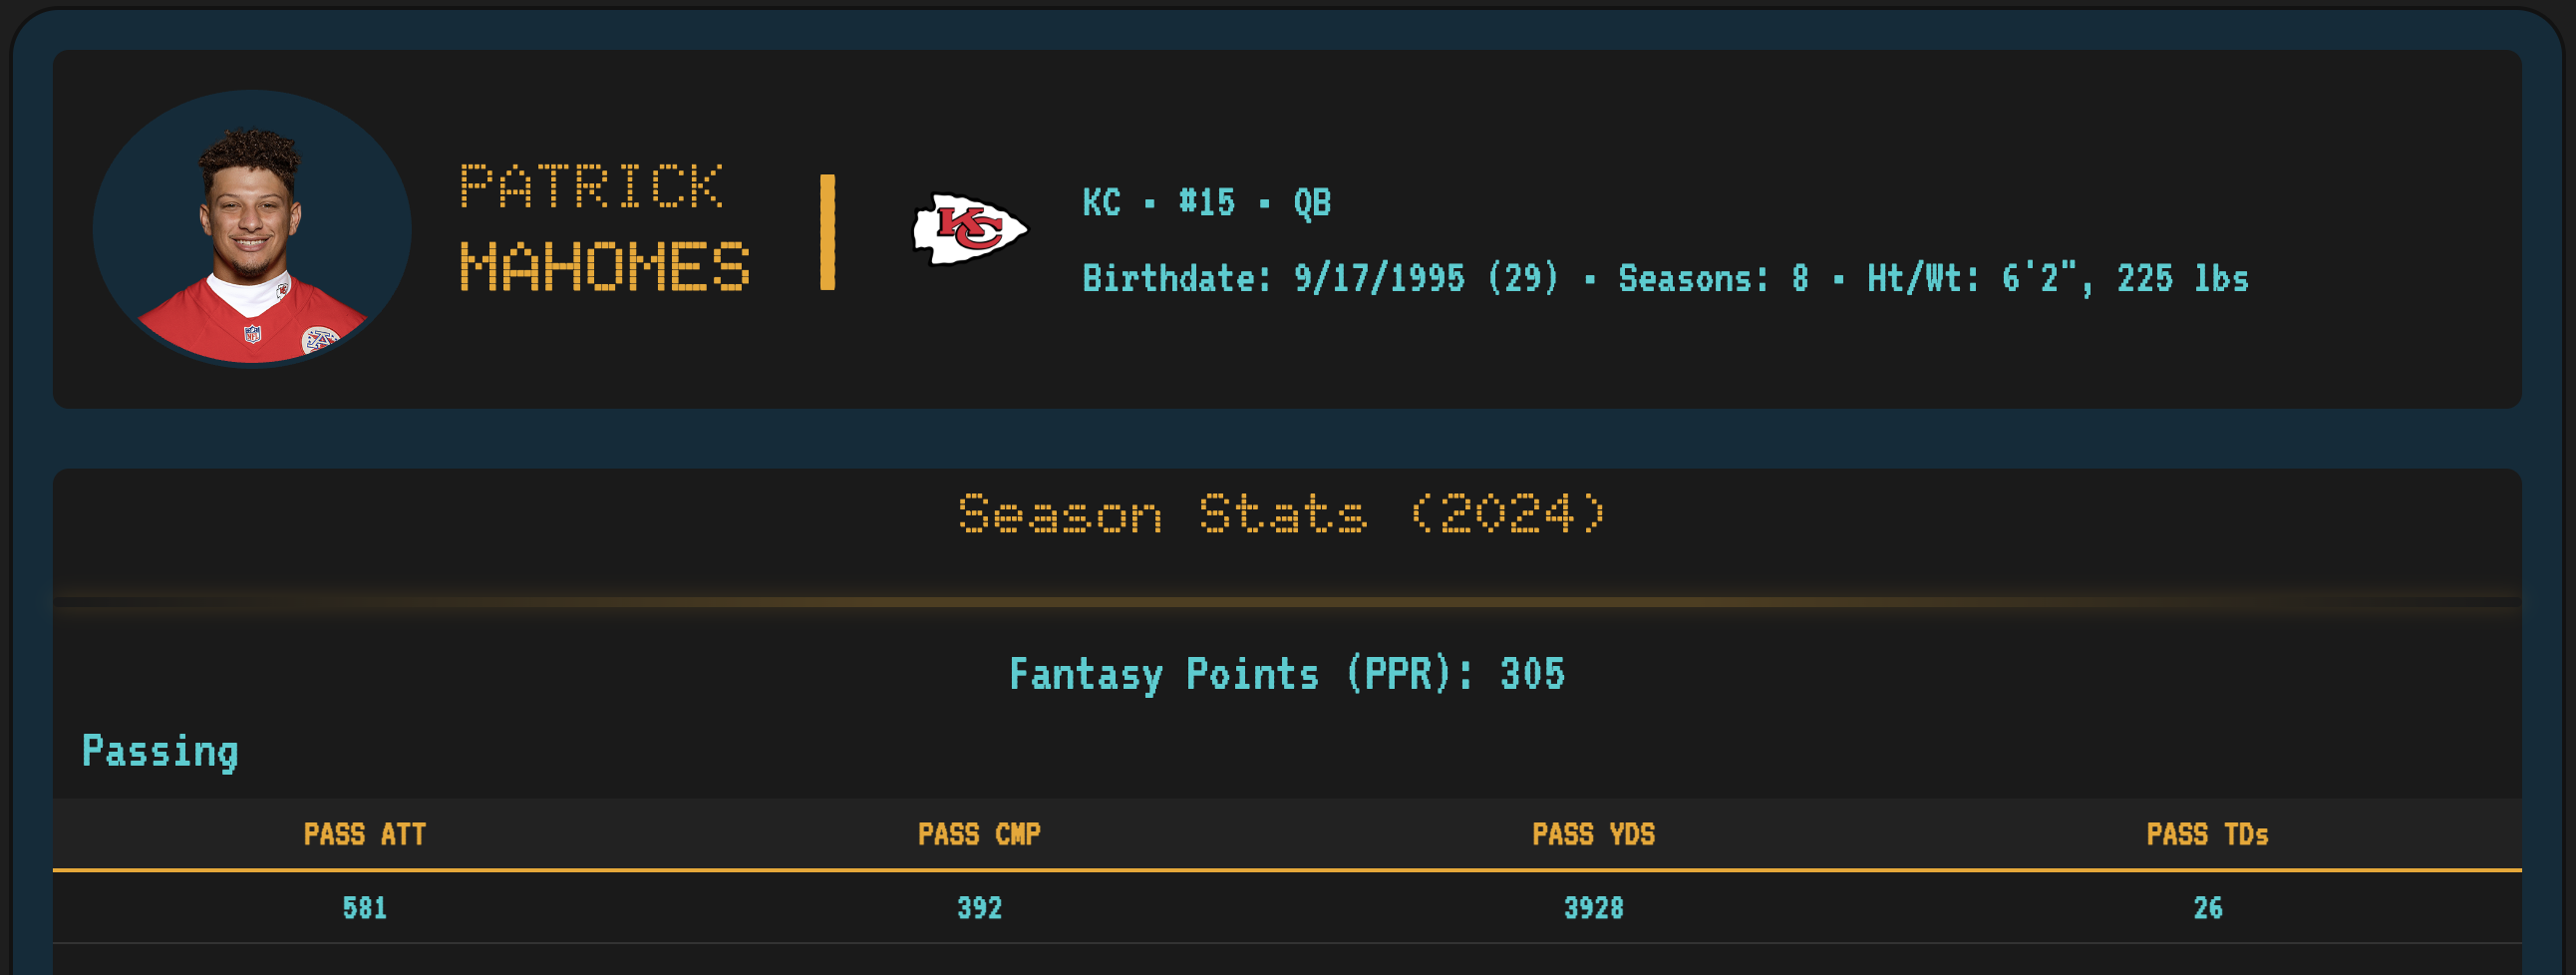 PATRICK
MAHOMES
KC
KC · #15 · QB
Birthdate: 9/17/1995 (29) · Seasons: 8 · Ht/Wt: 6'2", 225 lbs
Season Stats (2024)
Fantasy Points (PPR): 305
Passing
PASS ATT PASS CMP PASS YDS PASS TDs
581 392 3928 26